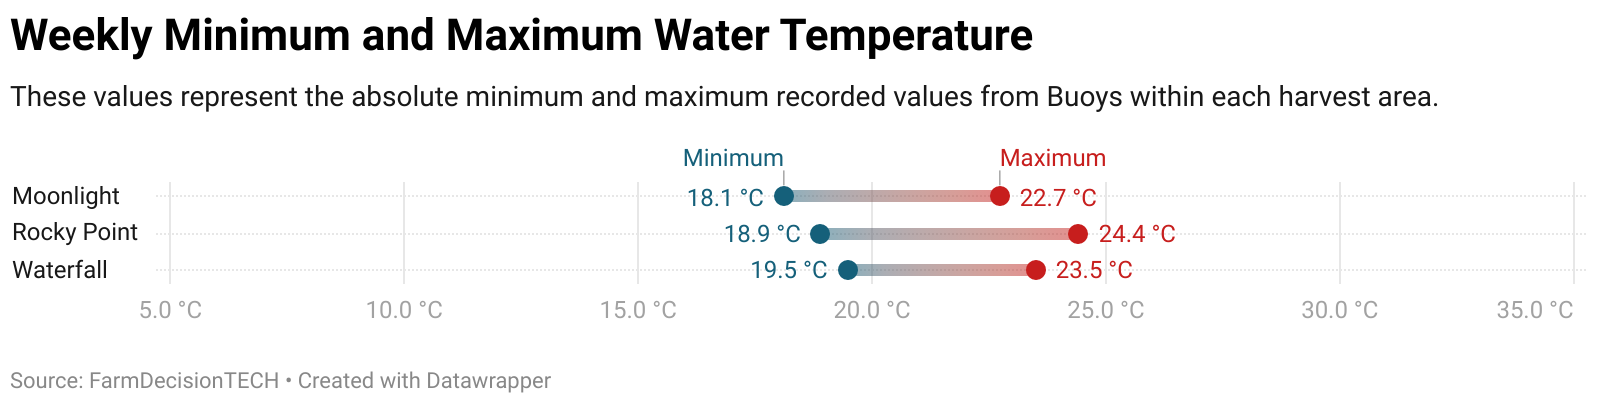 Weekly Minimum and Maximum Water Temperature
These values represent the absolute minimum and maximum recorded values from Buoys within each harvest area.
Minimum Maximum
Moonlight 18.1 °C 22.7 °C
Rocky Point 18.9 °C 24.4 °C
Waterfall 19.5 °C 23.5 °C
5.0 °C 10.0 °C 15.0 °C 20.0 °C 25.0 °C 30.0 °C 35.0 °C
Source: FarmDecisionTECH • Created with Datawrapper